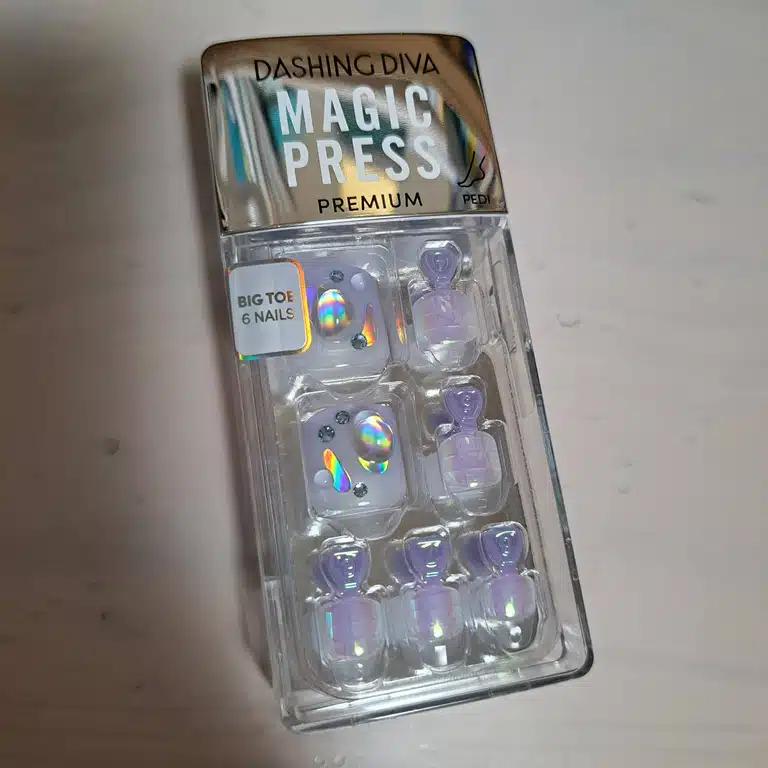 DASHING DIVA
MAGIC
PRESS
PREMIUM
PEDI
BIG TOE
6 NAILS